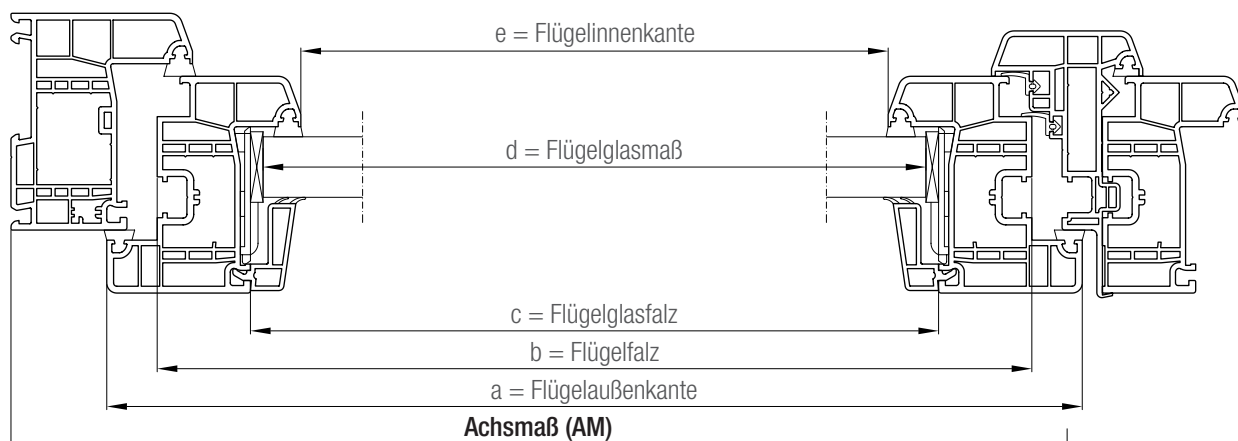 e = Flügelinnenkante
d = Flügelglasmaß
c = Flügelglasfalz
b = Flügelfalz
a = Flügelaußenkante
Achsmaß (AM)